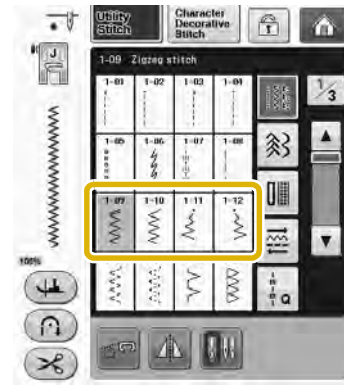 Utility
Stitch
Character
Decorative
Stitch
J
1-09 Zigzag stitch
1-01 1-02 1-03 1-04
1/3
1-05 1-06 1-07 1-08
1-09 1-10 1-11 1-12
100%
Q